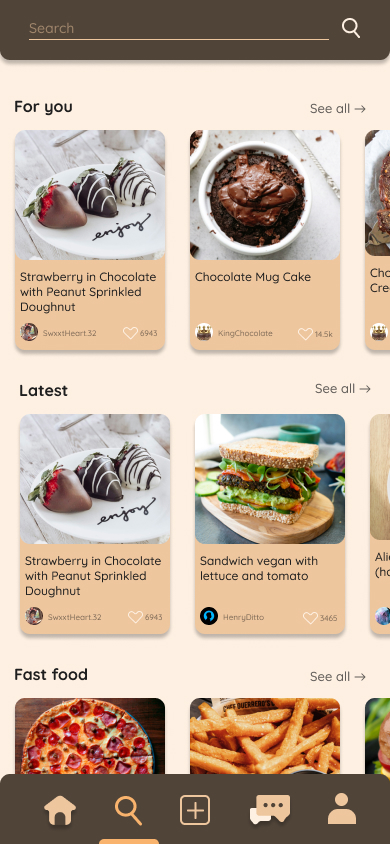 Search
For you
See all →
enjoy
Strawberry in Chocolate
with Peanut Sprinkled
Doughnut
SwxxtHeart.32
6943
Chocolate Mug Cake
KingChocolate
14.5k
Cho
Cre
Latest
See all →
enjoy
Strawberry in Chocolate
with Peanut Sprinkled
Doughnut
SwxxtHeart.32
6943
Sandwich vegan with
lettuce and tomato
HenryDitto
3465
Alie
(ho
Fast food
See all →